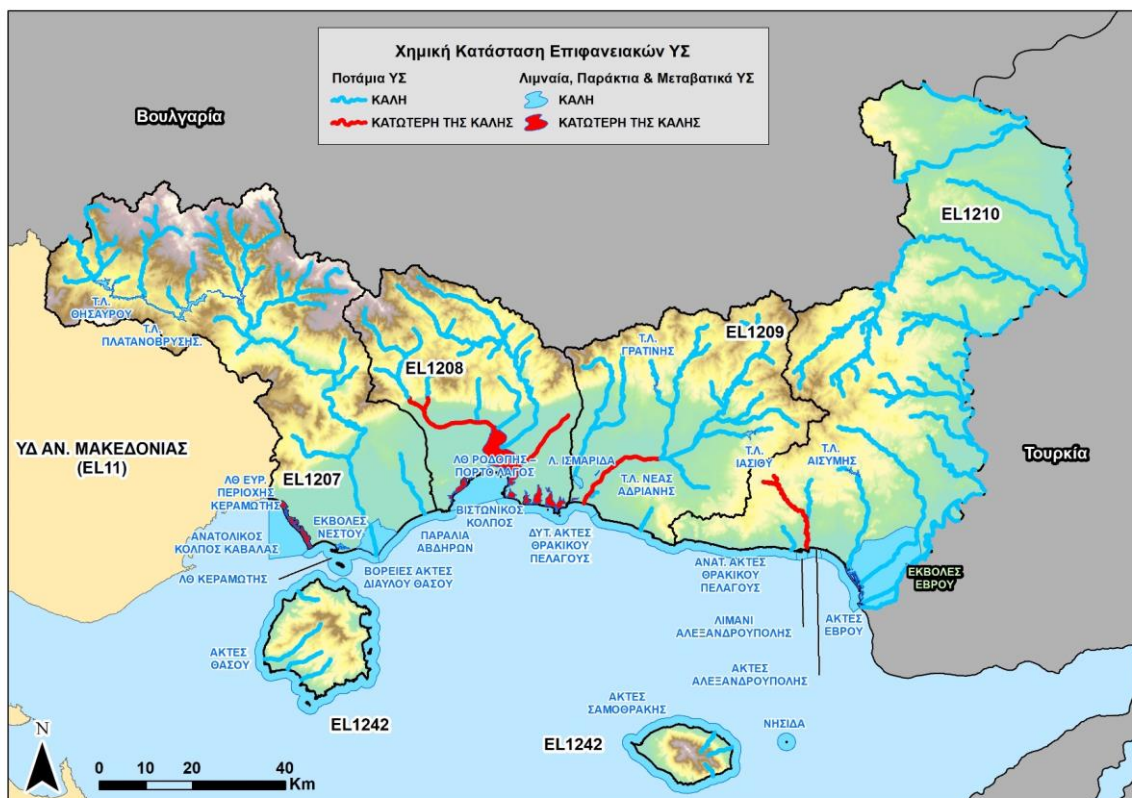 Χημική Κατάσταση Επιφανειακών ΥΣ
Ποτάμια ΥΣ
ΚΑΛΗ
ΚΑΤΩΤΕΡΗ ΤΗΣ ΚΑΛΗΣ
Λιμναία, Παράκτια & Μεταβατικά ΥΣ
ΚΑΛΗ
ΚΑΤΩΤΕΡΗ ΤΗΣ ΚΑΛΗΣ
Βουλγαρία
EL1210
Τ.Λ.
ΘΗΣΑΥΡΟΥ
Τ.Λ.
ΠΛΑΤΑΝΟΒΡΥΣΗΣ.
EL1208
Τ.Λ.
ΓΡΑΤΙΝΗΣ
EL1209
ΥΔ ΑΝ. ΜΑΚΕΔΟΝΙΑΣ
(EL11)
EL1207
ΛΘ ΡΟΔΟΠΗΣ –
ΠΟΡΤΟ ΛΑΓΟΣ
Λ. ΙΣΜΑΡΙΔΑ
Τ.Λ. ΝΕΑΣ
ΑΔΡΙΑΝΗΣ
Τ.Λ.
ΙΑΣΙΟΥ
Τ.Λ.
ΑΙΣΥΜΗΣ
Τουρκία
ΛΘ ΕΥΡ.
ΠΕΡΙΟΧΗΣ
ΚΕΡΑΜΩΤΗΣ
ΑΝΑΤΟΛΙΚΟΣ
ΚΟΛΠΟΣ ΚΑΒΑΛΑΣ
ΕΚΒΟΛΕΣ
ΝΕΣΤΟΥ
ΒΙΣΤΩΝΙΚΟΣ
ΚΟΛΠΟΣ
ΠΑΡΑΛΙΑ
ΑΒΔΗΡΩΝ
ΔΥΤ. ΑΚΤΕΣ
ΘΡΑΚΙΚΟΥ
ΠΕΛΑΓΟΥΣ
ΛΘ ΚΕΡΑΜΩΤΗΣ
ΒΟΡΕΙΕΣ ΑΚΤΕΣ
ΔΙΑΥΛΟΥ ΘΑΣΟΥ
ΑΝΑΤ. ΑΚΤΕΣ
ΘΡΑΚΙΚΟΥ
ΠΕΛΑΓΟΥΣ
ΕΚΒΟΛΕΣ
ΕΒΡΟΥ
ΛΙΜΑΝΙ
ΑΛΕΞΑΝΔΡΟΥΠΟΛΗΣ
ΑΚΤΕΣ
ΕΒΡΟΥ
ΑΚΤΕΣ
ΘΑΣΟΥ
ΑΚΤΕΣ
ΑΛΕΞΑΝΔΡΟΥΠΟΛΗΣ
ΑΚΤΕΣ
ΣΑΜΟΘΡΑΚΗΣ
EL1242
EL1242
ΝΗΣΙΔΑ
N
0 10 20 40
Km